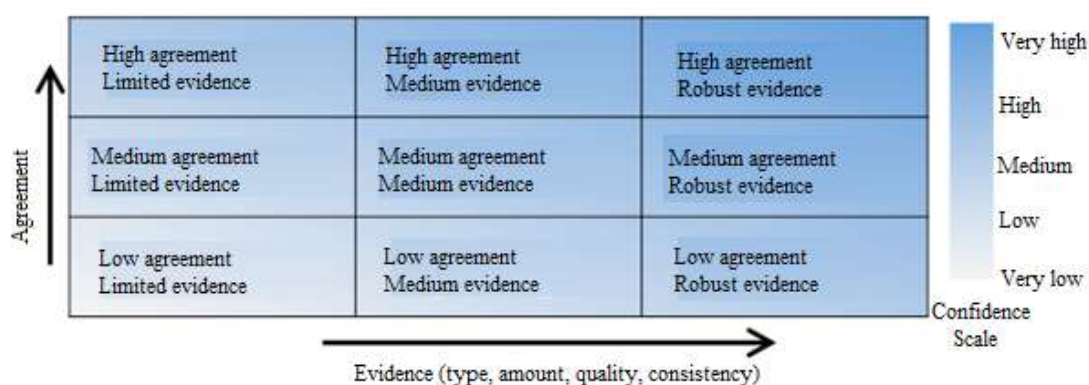 High agreement
Limited evidence
High agreement
Medium evidence
High agreement
Robust evidence
Medium agreement
Limited evidence
Medium agreement
Medium evidence
Medium agreement
Robust evidence
Low agreement
Limited evidence
Low agreement
Medium evidence
Low agreement
Robust evidence
Agreement
Evidence (type, amount, quality, consistency)
Very high
High
Medium
Low
Very low
Confidence
Scale